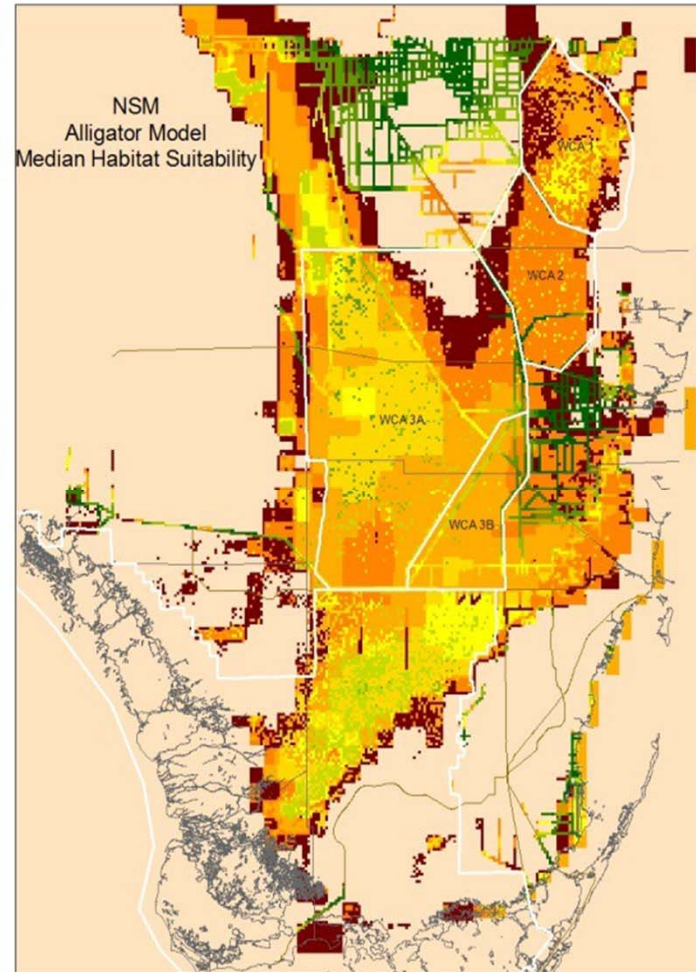 NSM
Alligator Model
Median Habitat Suitability
WCA 1
WCA 2
WCA 3A
WCA 3B